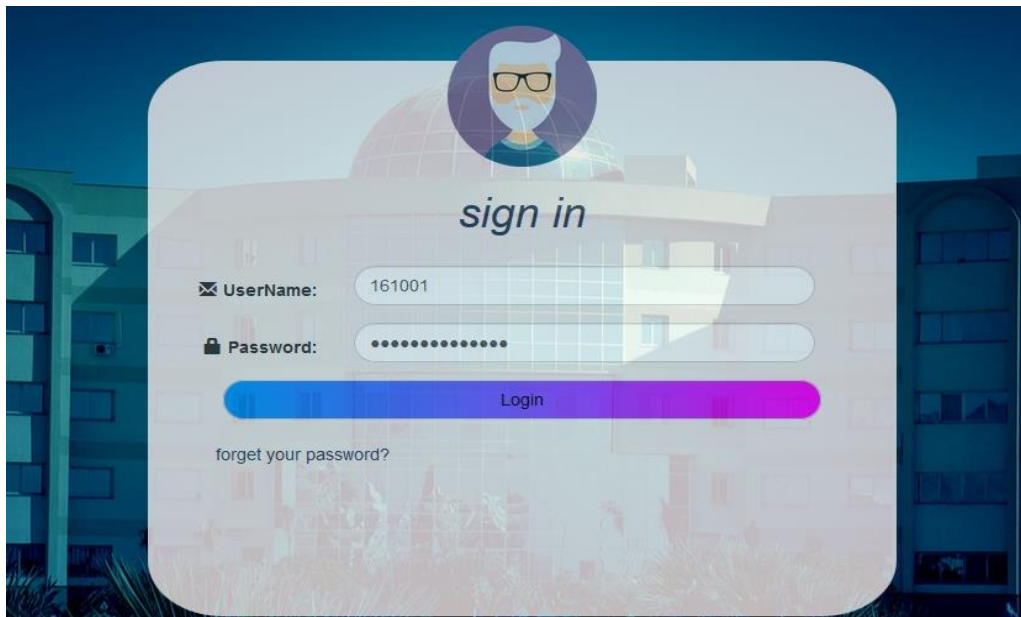 sign in
UserName: 161001
Password: ••••••••••••••
Login
forget your password?